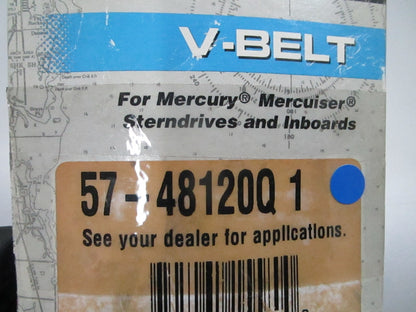 V-BELT
For Mercury® Mercuiser®
Sterndrives and Inboards
57-48120Q 1
See your dealer for applications.